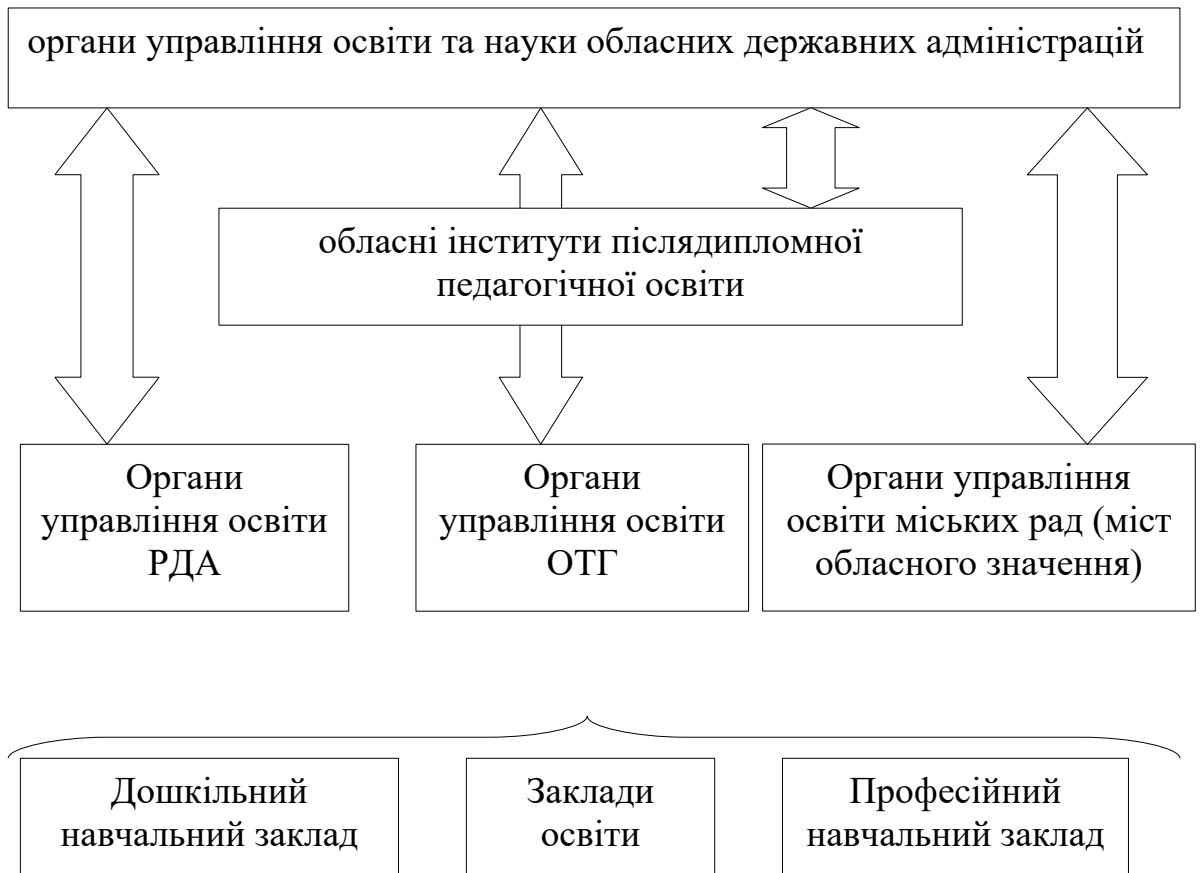 органи управління освіти та науки обласних державних адміністрацій
обласні інститути післядипломної
педагогічної освіти
Органи
управління освіти
РДА
Органи
управління освіти
ОТГ
Органи управління
освіти міських рад (міст
обласного значення)
Дошкільний
навчальний заклад
Заклади
освіти
Професійний
навчальний заклад